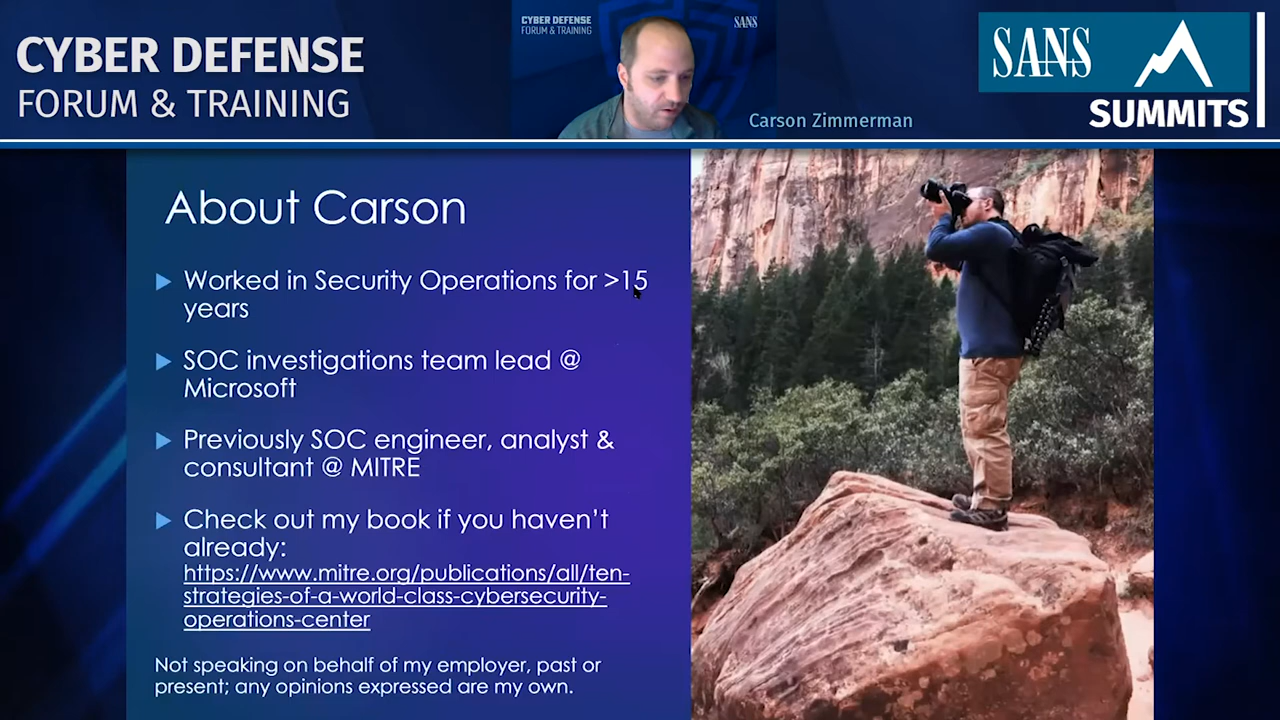 CYBER DEFENSE
FORUM & TRAINING
CYBER DEFENSE
FORUM & TRAINING
SANS
Carson Zimmerman
SANS
SUMMITS
About Carson
Worked in Security Operations for >15
years
SOC investigations team lead @
Microsoft
Previously SOC engineer, analyst &
consultant @ MITRE
Check out my book if you haven't
already:
https://www.mitre.org/publications/all/ten-
strategies-of-a-world-class-cybersecurity-
operations-center
Not speaking on behalf of my employer, past or
present; any opinions expressed are my own.